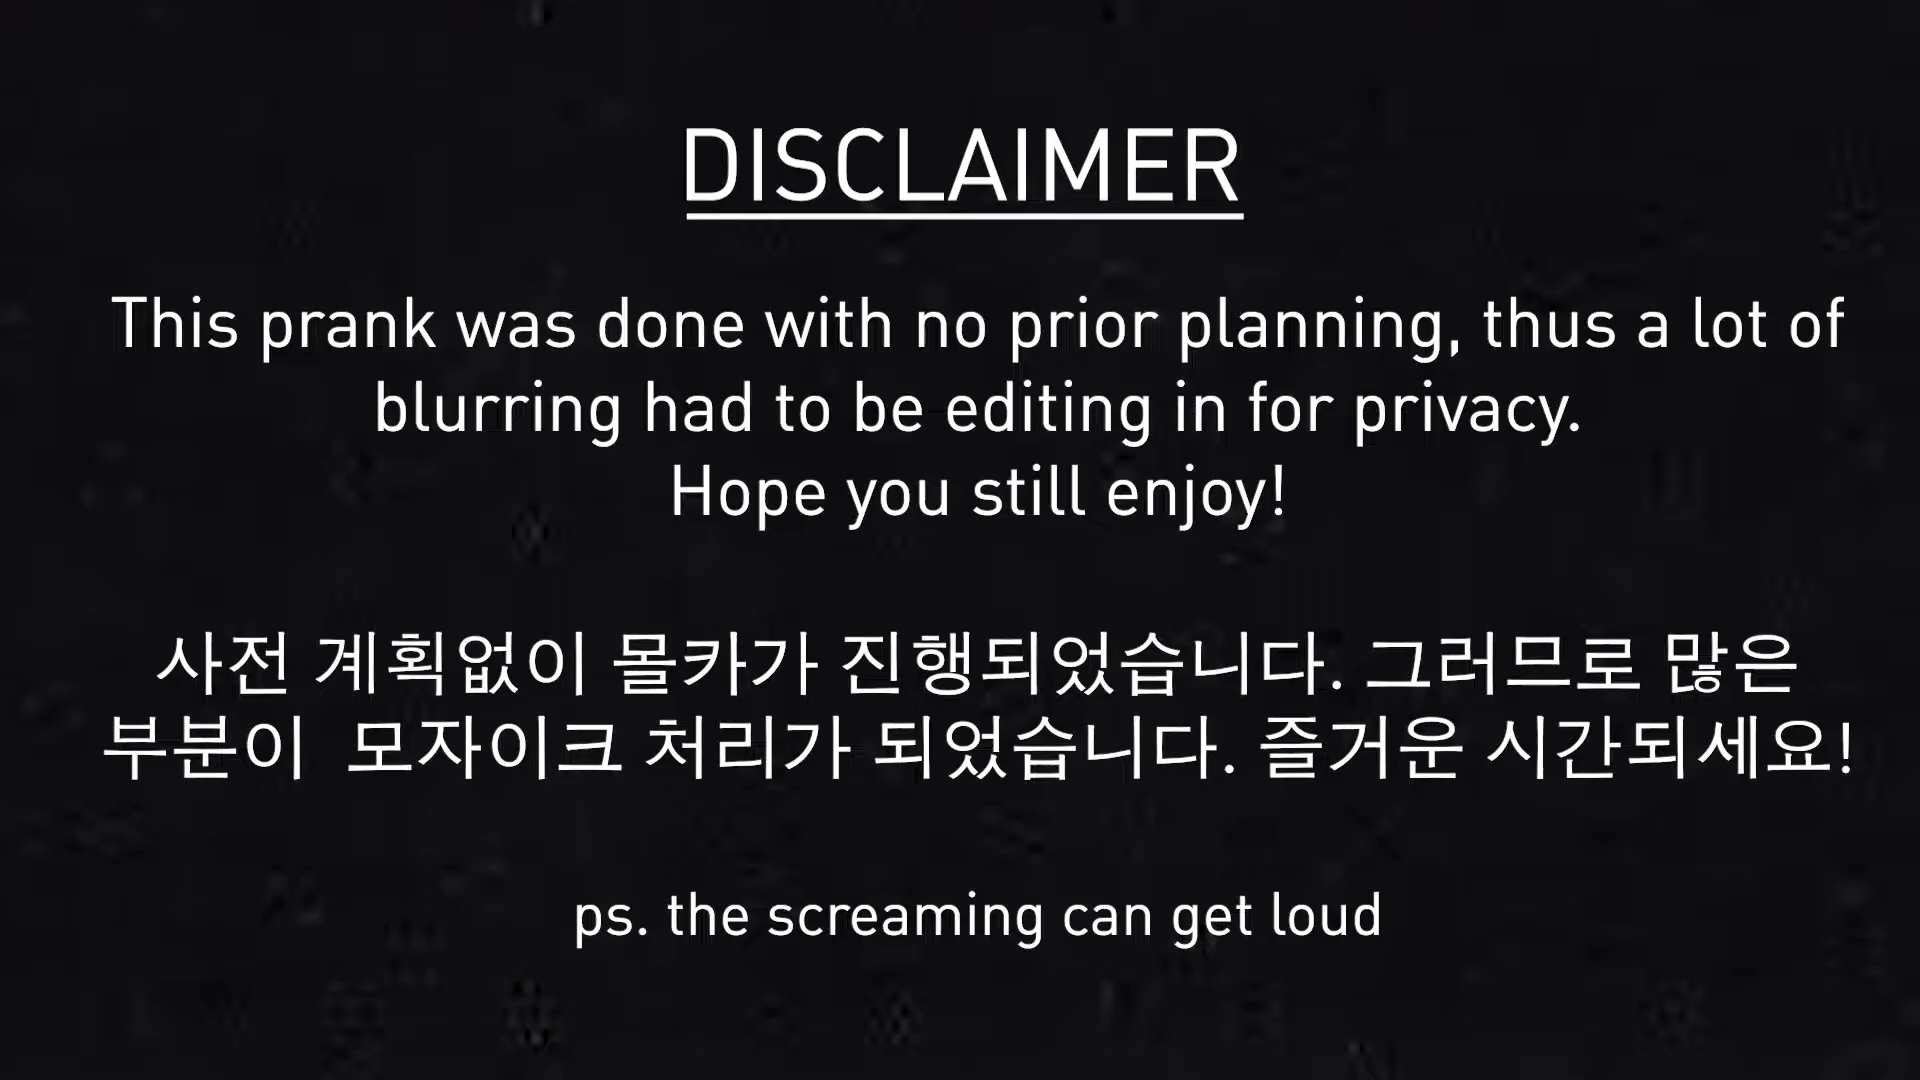 DISCLAIMER
This prank was done with no prior planning, thus a lot of
blurring had to be editing in for privacy.
Hope you still enjoy!
사전 계획없이 몰카가 진행되었습니다. 그러므로 많은
부분이 모자이크 처리가 되었습니다. 즐거운 시간되세요!
ps. the screaming can get loud